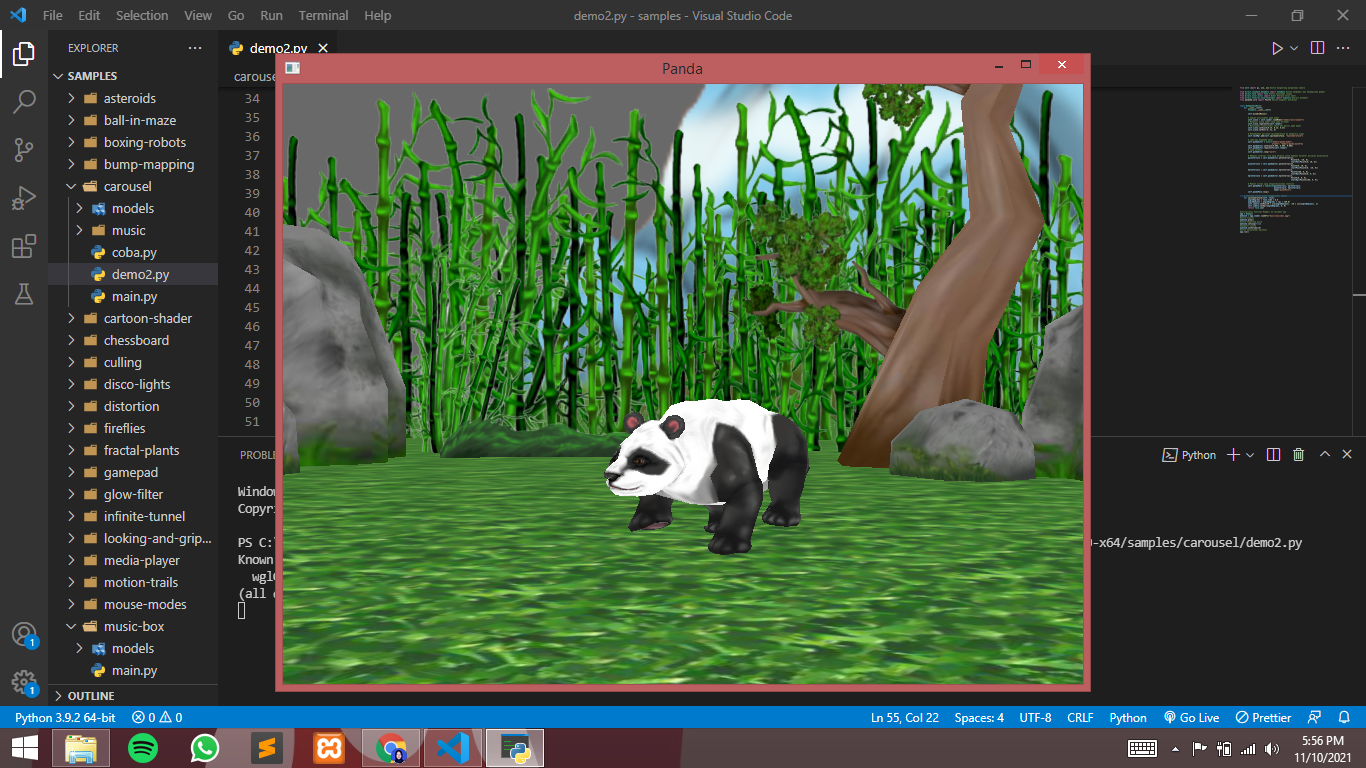 File Edit Selection View Go Run Terminal Help
demo2.py - samples - Visual Studio Code
EXPLORER
SAMPLES
asteroids
ball-in-maze
boxing-robots
bump-mapping
carousel
models
music
coba.py
demo2.py
main.py
cartoon-shader
chessboard
culling
disco-lights
distortion
fireflies
fractal-plants
gamepad
glow-filter
infinite-tunnel
looking-and-grip...
media-player
motion-trails
mouse-modes
music-box
models
main.py
OUTLINE
demo2.py
carouse
34
35
36
37
38
39
40
41
42
43
44
45
46
47
48
49
50
51
Panda
PROBLE
Python
Window
Copyri
PS C:\
-x64/samples/carousel/demo2.py
Known
wgl
(all
1
1
Python 3.9.2 64-bit
0
0
Ln 55, Col 22
Spaces: 4
UTF-8
CRLF
Python
Go Live
Prettier
5:56 PM
11/10/2021